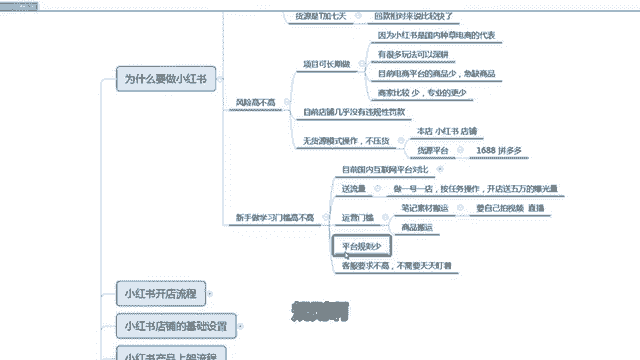 货源是T加七天
回款相对来说比较快了
因为小红书是国内种草电商的代表
有很多玩法可以深耕
项目可长期做
目前电商平台的商品少，急缺商品
为什么要做小红书
商家比较 少，专业的更少
风险高不高
目前店铺几乎没有违规性罚款
本店 小红书 店铺
无货源模式操作，不压货
货源平台
1688 拼多多
目前国内互联网平台对比
送流量
做一号一店，按任务操作，开店送五万的曝光量
笔记素材搬运
要自己拍视频 直播
新手做学习门槛高不高
运营门槛
商品搬运
平台规则少
客服要求不高，不需要天天盯着
小红书开店流程
小红书店铺的基础设置
小红书产品上架流程